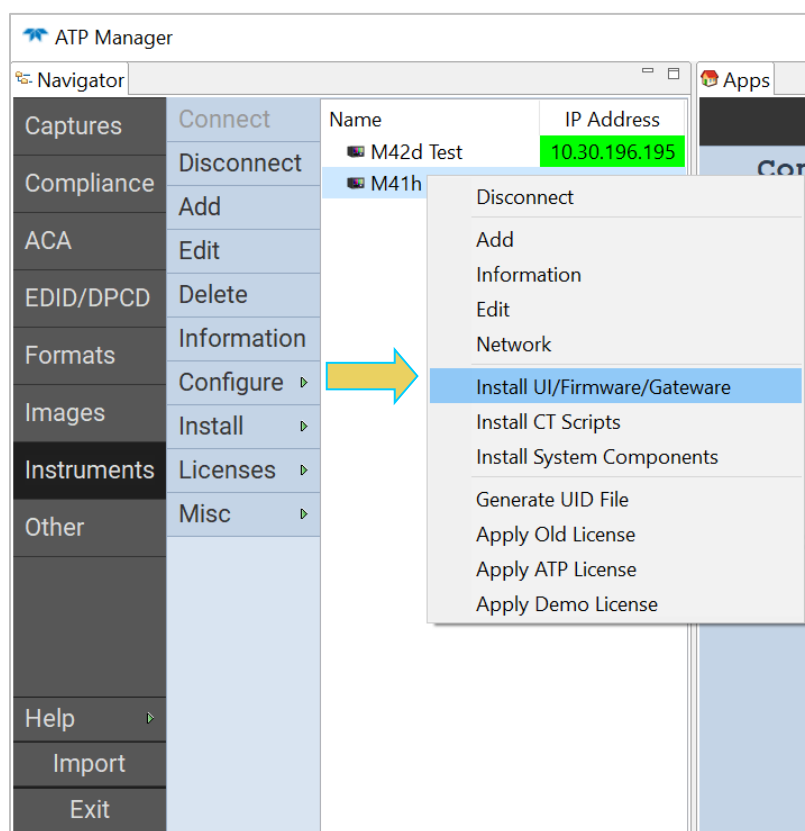 ATP Manager
Navigator
Apps
Captures
Compliance
ACA
EDID/DPCD
Formats
Images
Instruments
Other
Help
Import
Exit
Connect
Disconnect
Add
Edit
Delete
Information
Configure
Install
Licenses
Misc
Name IP Address
M42d Test 10.30.196.195
M41h
Disconnect
Add
Information
Edit
Network
Install UI/Firmware/Gateware
Install CT Scripts
Install System Components
Generate UID File
Apply Old License
Apply ATP License
Apply Demo License